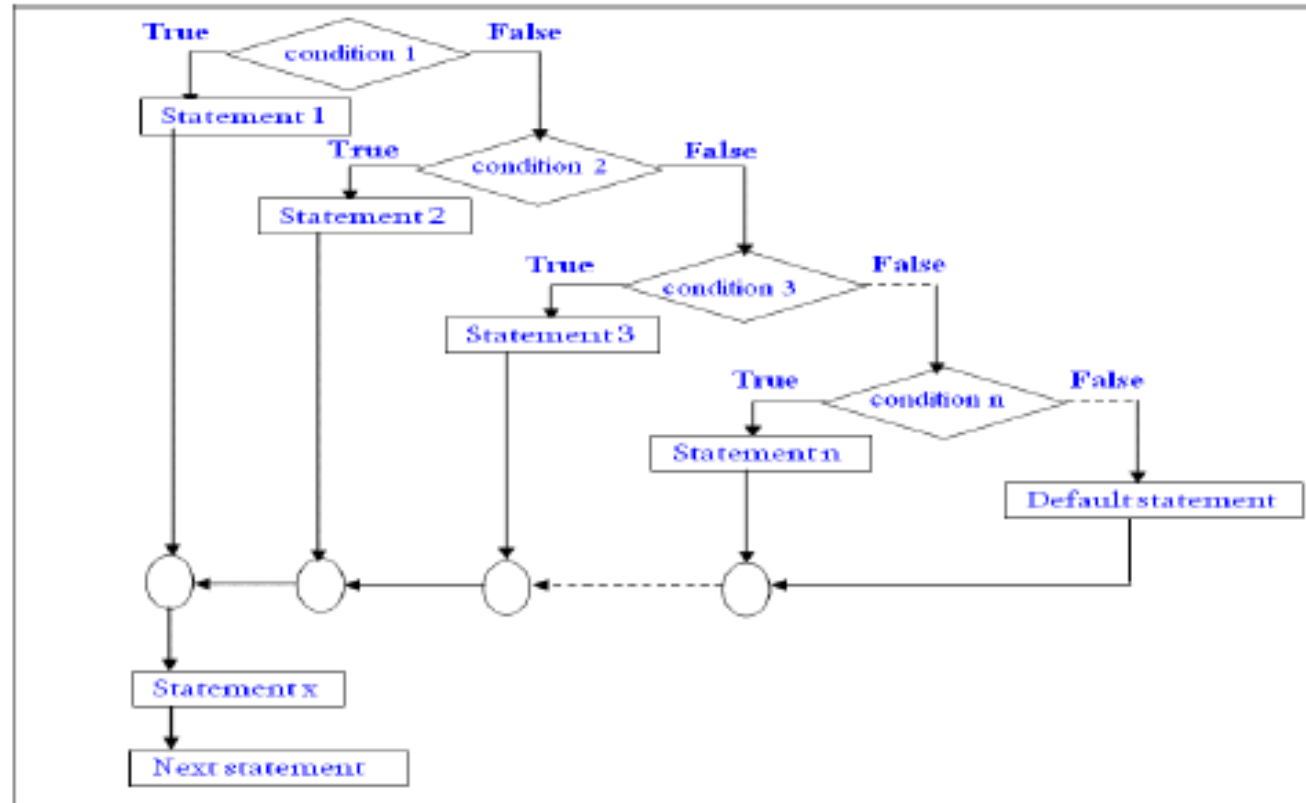 True
False
condition 1
Statement 1
True
False
condition 2
Statement 2
True
False
condition 3
Statement 3
True
False
condition n
Statement n
Default statement
Statement x
Next statement